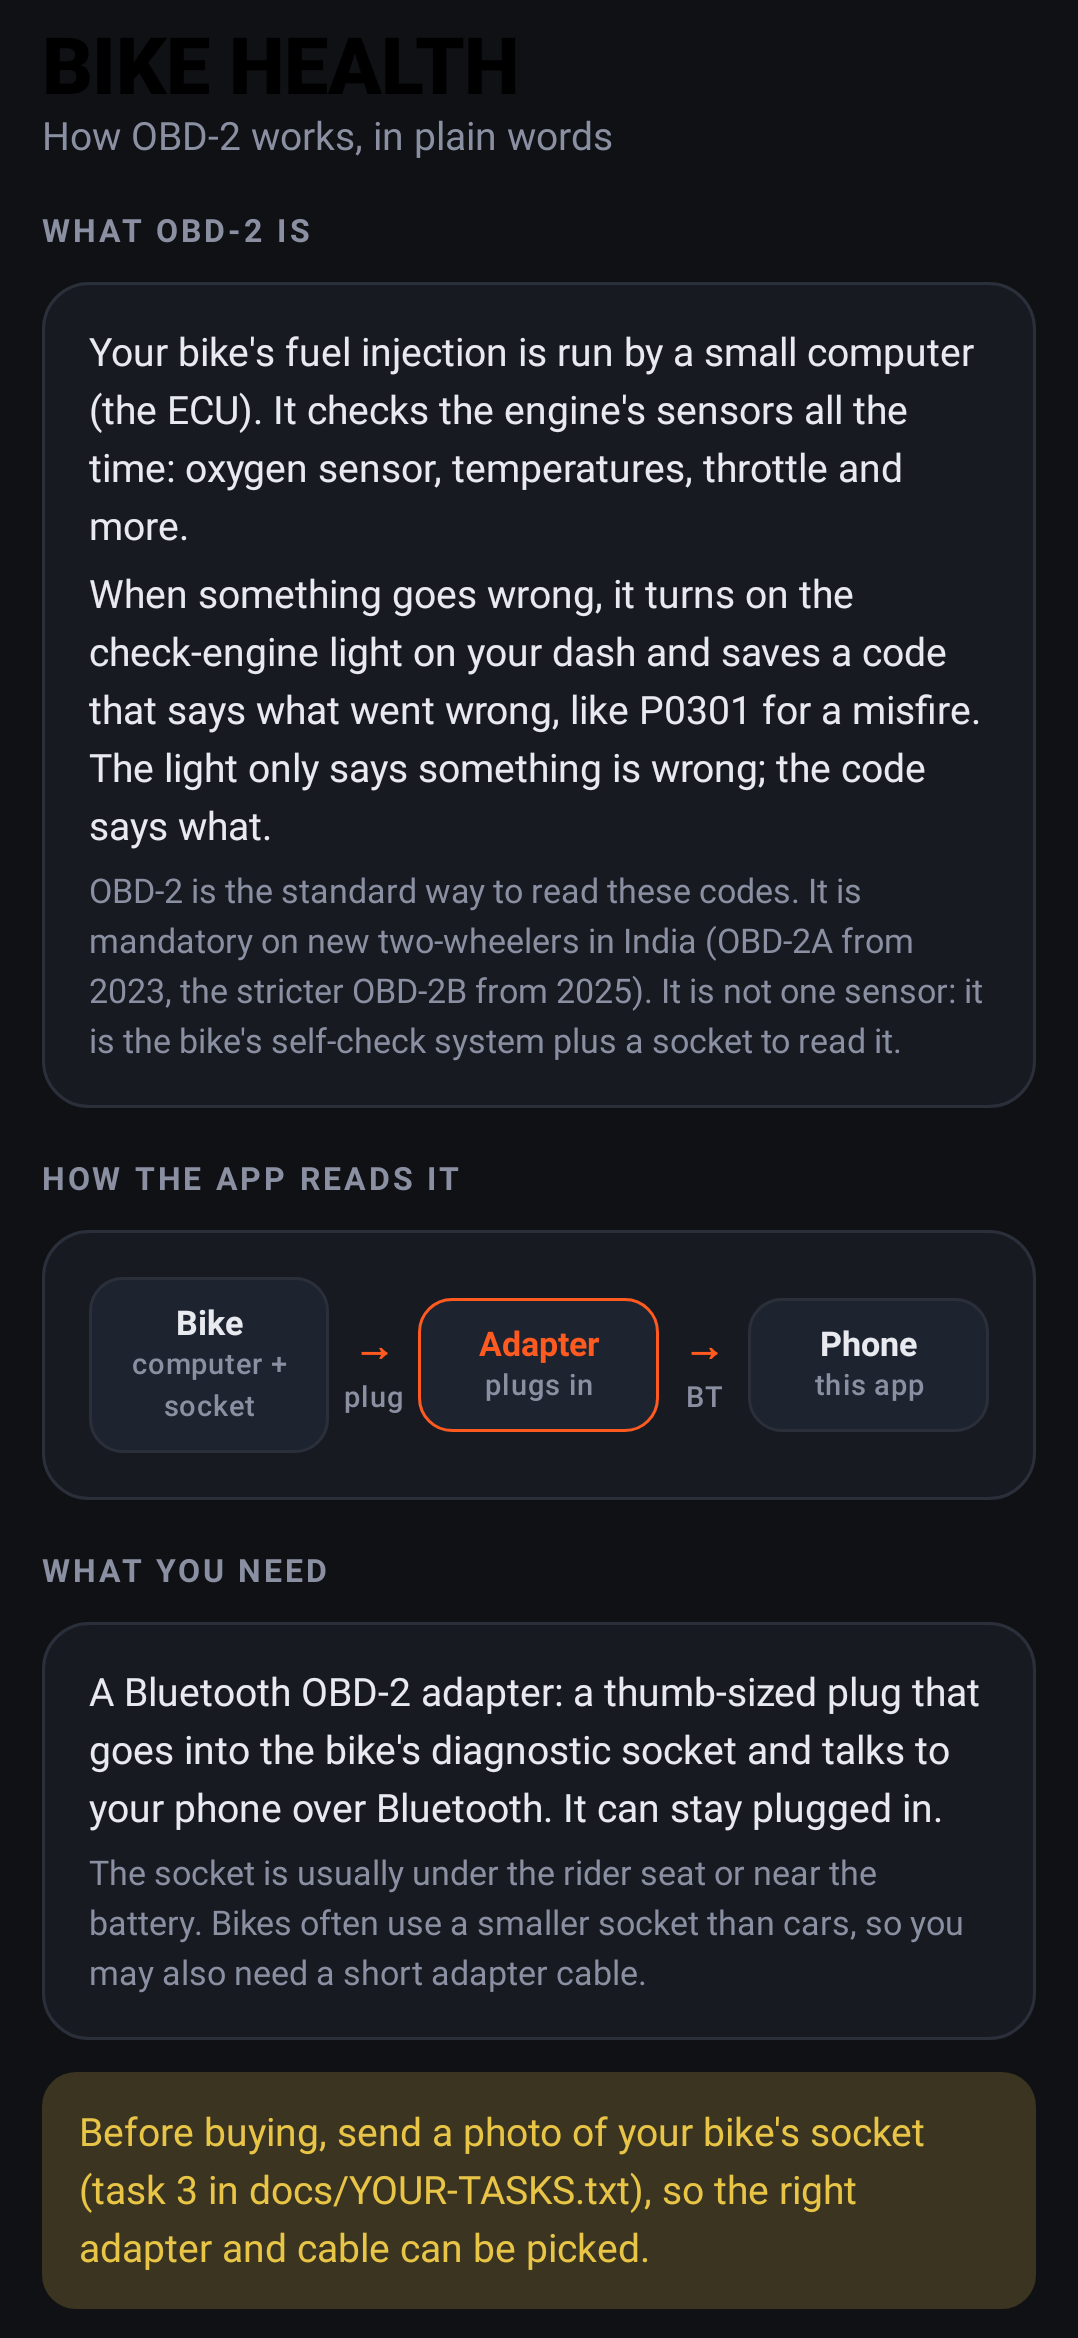 BIKE HEALTH
How OBD-2 works, in plain words
WHAT OBD-2 IS
Your bike's fuel injection is run by a small computer
(the ECU). It checks the engine's sensors all the
time: oxygen sensor, temperatures, throttle and
more.
When something goes wrong, it turns on the
check-engine light on your dash and saves a code
that says what went wrong, like P0301 for a misfire.
The light only says something is wrong; the code
says what.
OBD-2 is the standard way to read these codes. It is
mandatory on new two-wheelers in India (OBD-2A from
2023, the stricter OBD-2B from 2025). It is not one sensor: it
is the bike's self-check system plus a socket to read it.
HOW THE APP READS IT
Bike
computer +
socket
→
plug
Adapter
plugs in
→
BT
Phone
this app
WHAT YOU NEED
A Bluetooth OBD-2 adapter: a thumb-sized plug that
goes into the bike's diagnostic socket and talks to
your phone over Bluetooth. It can stay plugged in.
The socket is usually under the rider seat or near the
battery. Bikes often use a smaller socket than cars, so you
may also need a short adapter cable.
Before buying, send a photo of your bike's socket
(task 3 in docs/YOUR-TASKS.txt), so the right
adapter and cable can be picked.